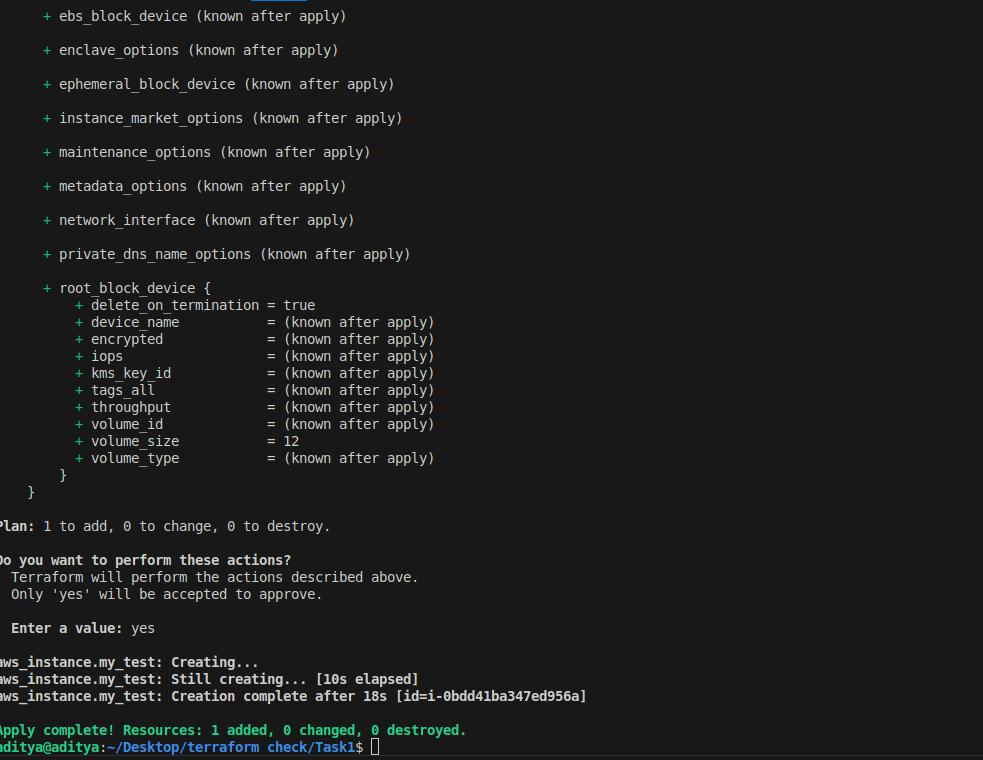 + ebs_block_device (known after apply)
+ enclave_options (known after apply)
+ ephemeral_block_device (known after apply)
+ instance_market_options (known after apply)
+ maintenance_options (known after apply)
+ metadata_options (known after apply)
+ network_interface (known after apply)
+ private_dns_name_options (known after apply)
+ root_block_device {
+ delete_on_termination = true
+ device_name           = (known after apply)
+ encrypted             = (known after apply)
+ iops                  = (known after apply)
+ kms_key_id            = (known after apply)
+ tags_all              = (known after apply)
+ throughput            = (known after apply)
+ volume_id             = (known after apply)
+ volume_size           = 12
+ volume_type           = (known after apply)
}
}
Plan: 1 to add, 0 to change, 0 to destroy.
Do you want to perform these actions?
Terraform will perform the actions described above.
Only 'yes' will be accepted to approve.
Enter a value: yes
aws_instance.my_test: Creating...
aws_instance.my_test: Still creating... [10s elapsed]
aws_instance.my_test: Creation complete after 18s [id=i-0bdd41ba347ed956a]
Apply complete! Resources: 1 added, 0 changed, 0 destroyed.
aditya@aditya:~/Desktop/terraform check/Task1$